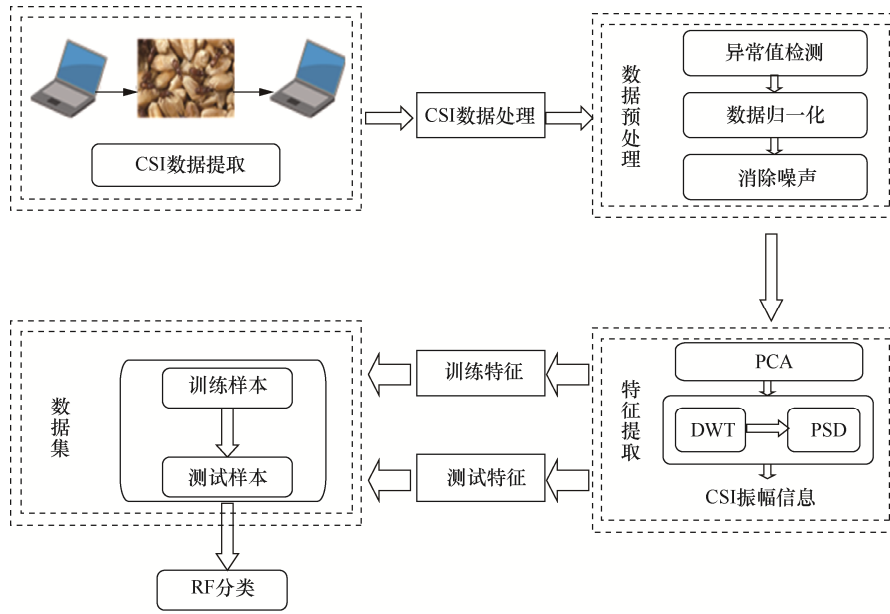 CSI数据提取
CSI数据处理
数据预处理
异常值检测
数据归一化
消除噪声
特征提取
PCA
DWT
PSD
CSI振幅信息
训练特征
测试特征
数据集
训练样本
测试样本
RF分类